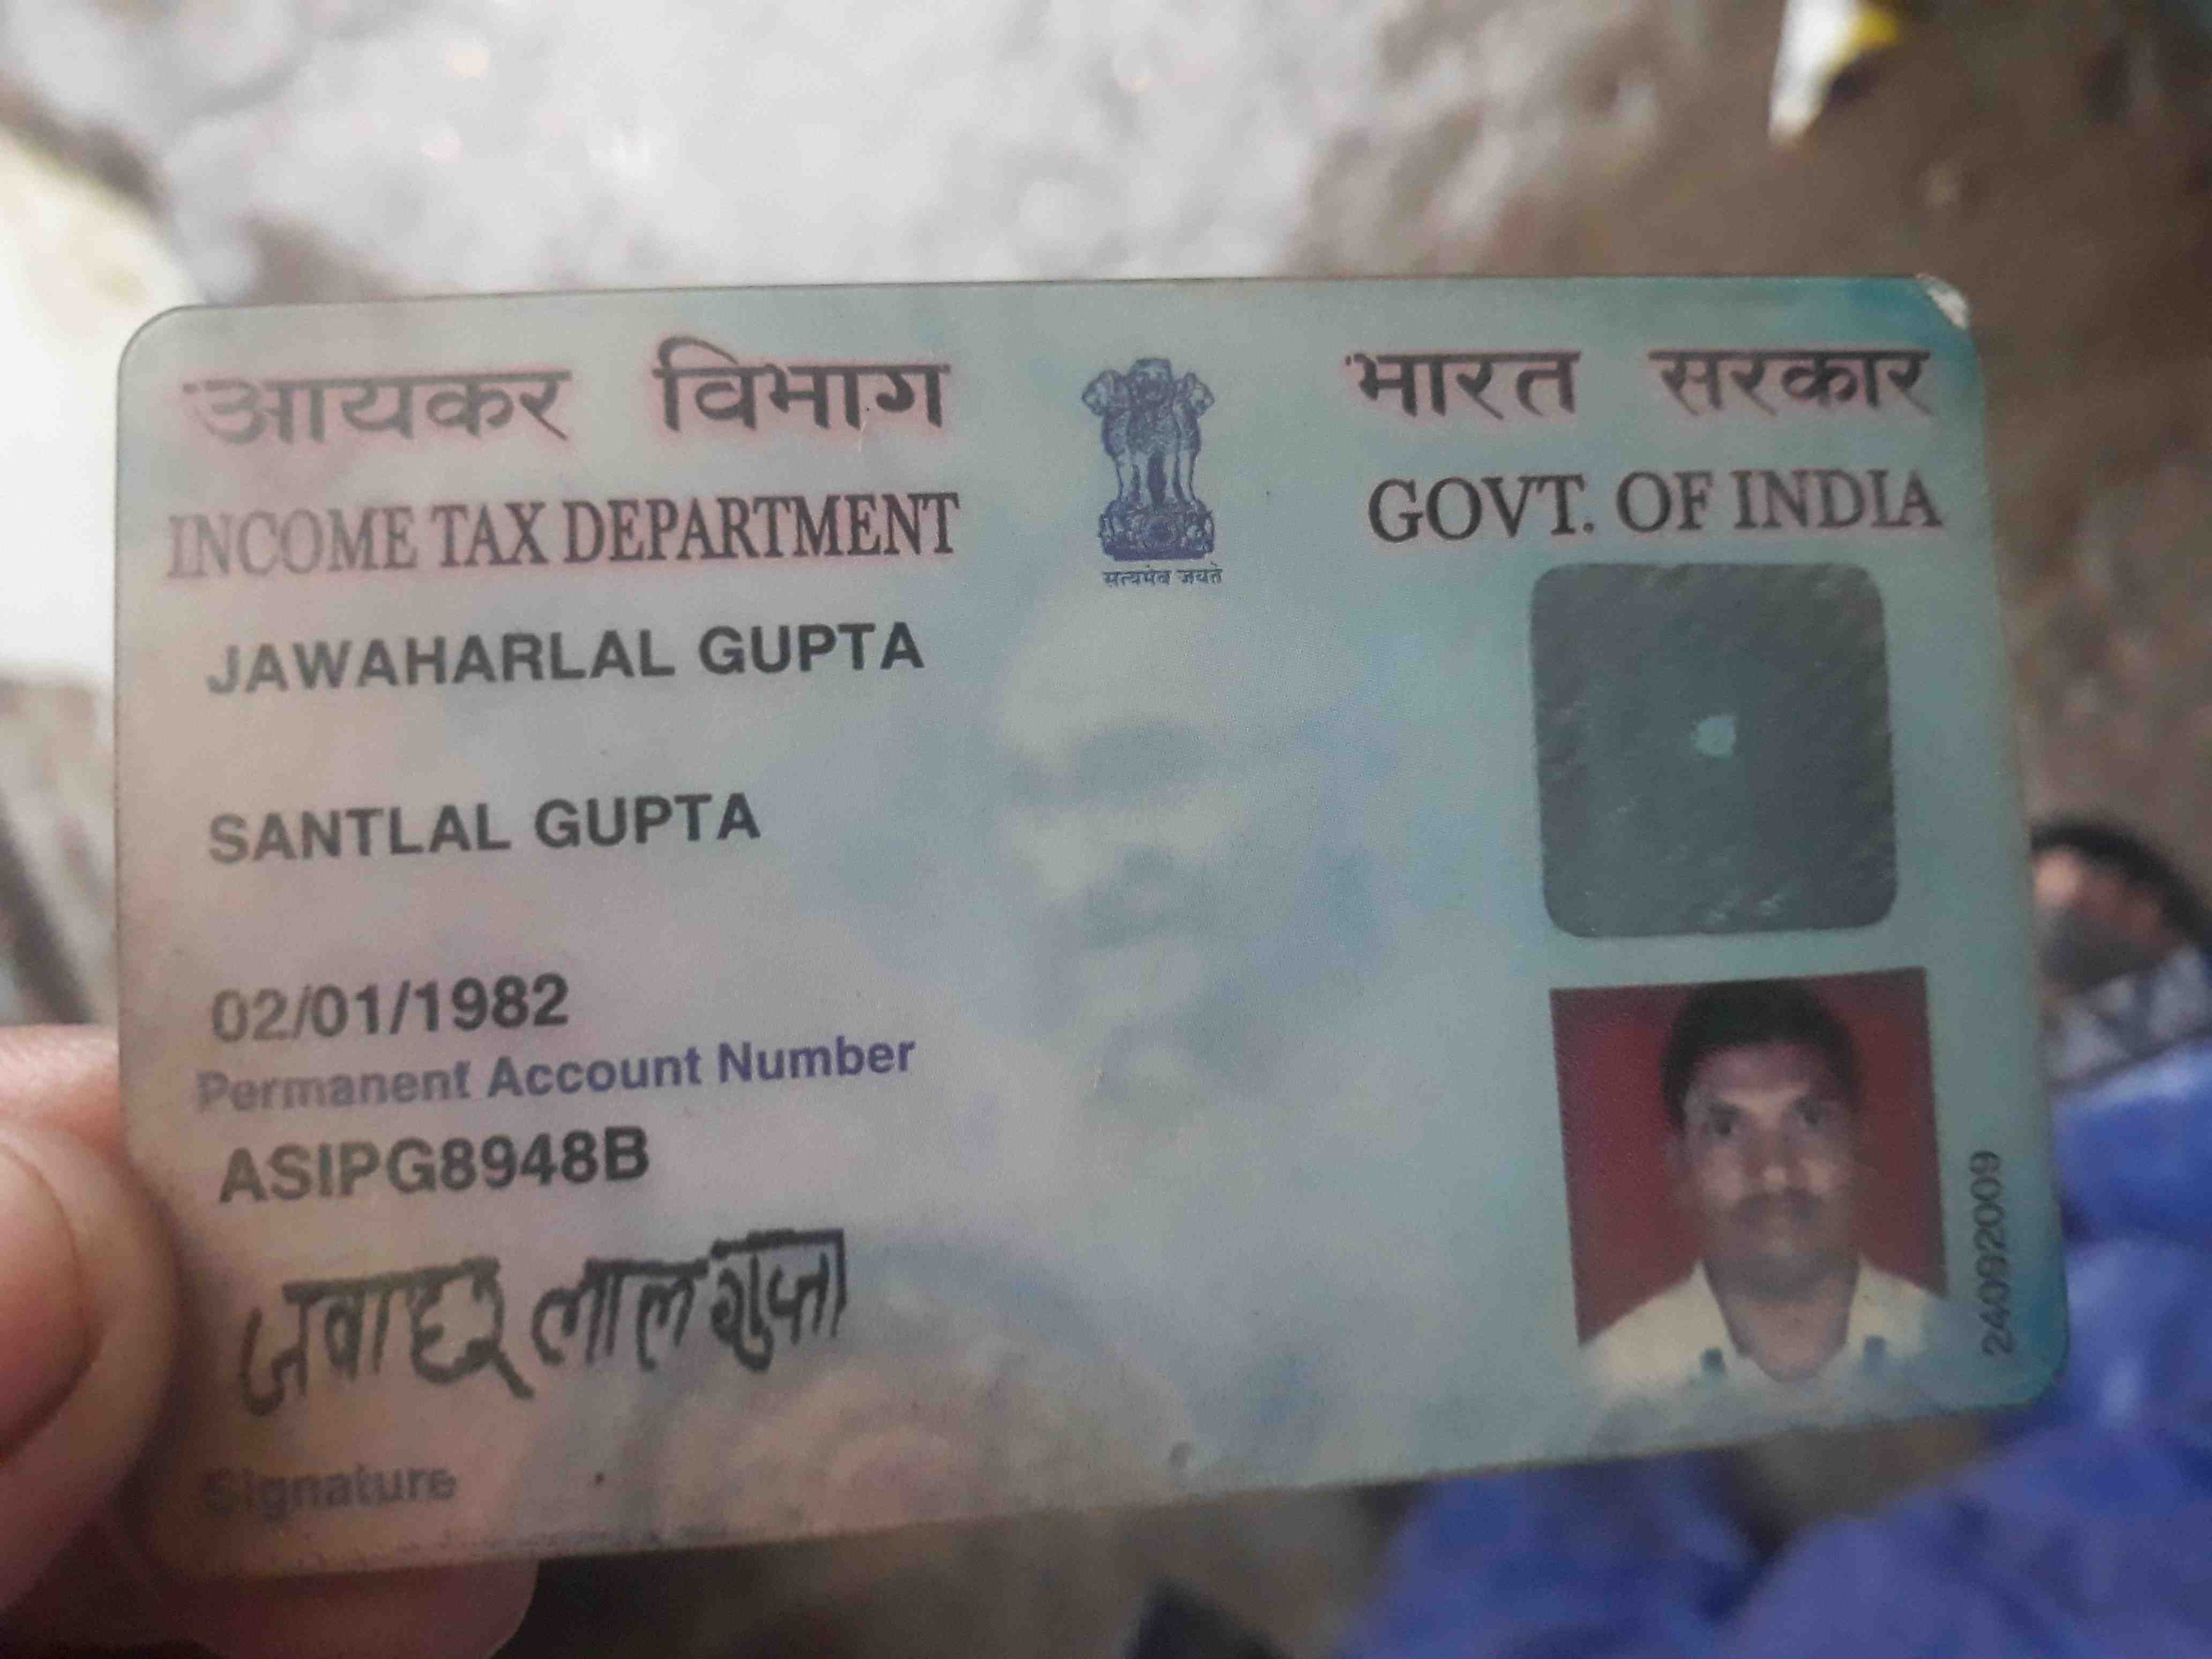 आयकर विभाग
INCOME TAX DEPARTMENT
भारत सरकार
GOVT. OF INDIA
सत्यमेव जयते
JAWAHARLAL GUPTA
SANTLAL GUPTA
02/01/1982
Permanent Account Number
ASIPG8948B
जवाहर लाल गुप्ता
Signature
24092009